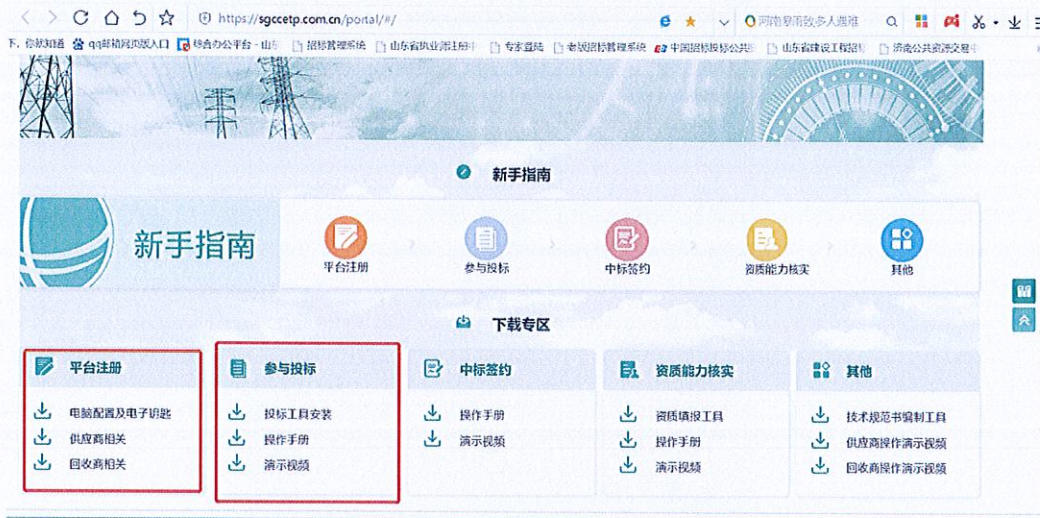 https://sgccetp.com.cn/portal/#/
河南暴雨致多人遇难
下，你就知道 qq邮箱网页版入口 综合办公平台 - 山东 招标管理系统 山东省执业师注册中 专家登陆 老版招标管理系统 中国招标投标公共服 山东省建设工程招标 济南公共资源交易中
新手指南
新手指南
平台注册 参与投标 中标签约 资质能力核实 其他
下载专区
平台注册 参与投标 中标签约 资质能力核实 其他
电脑配置及电子钥匙 投标工具安装 操作手册 资质填报工具 技术规范书编制工具
供应商相关 操作手册 演示视频 操作手册 供应商操作演示视频
回收商相关 演示视频 演示视频 回收商操作演示视频